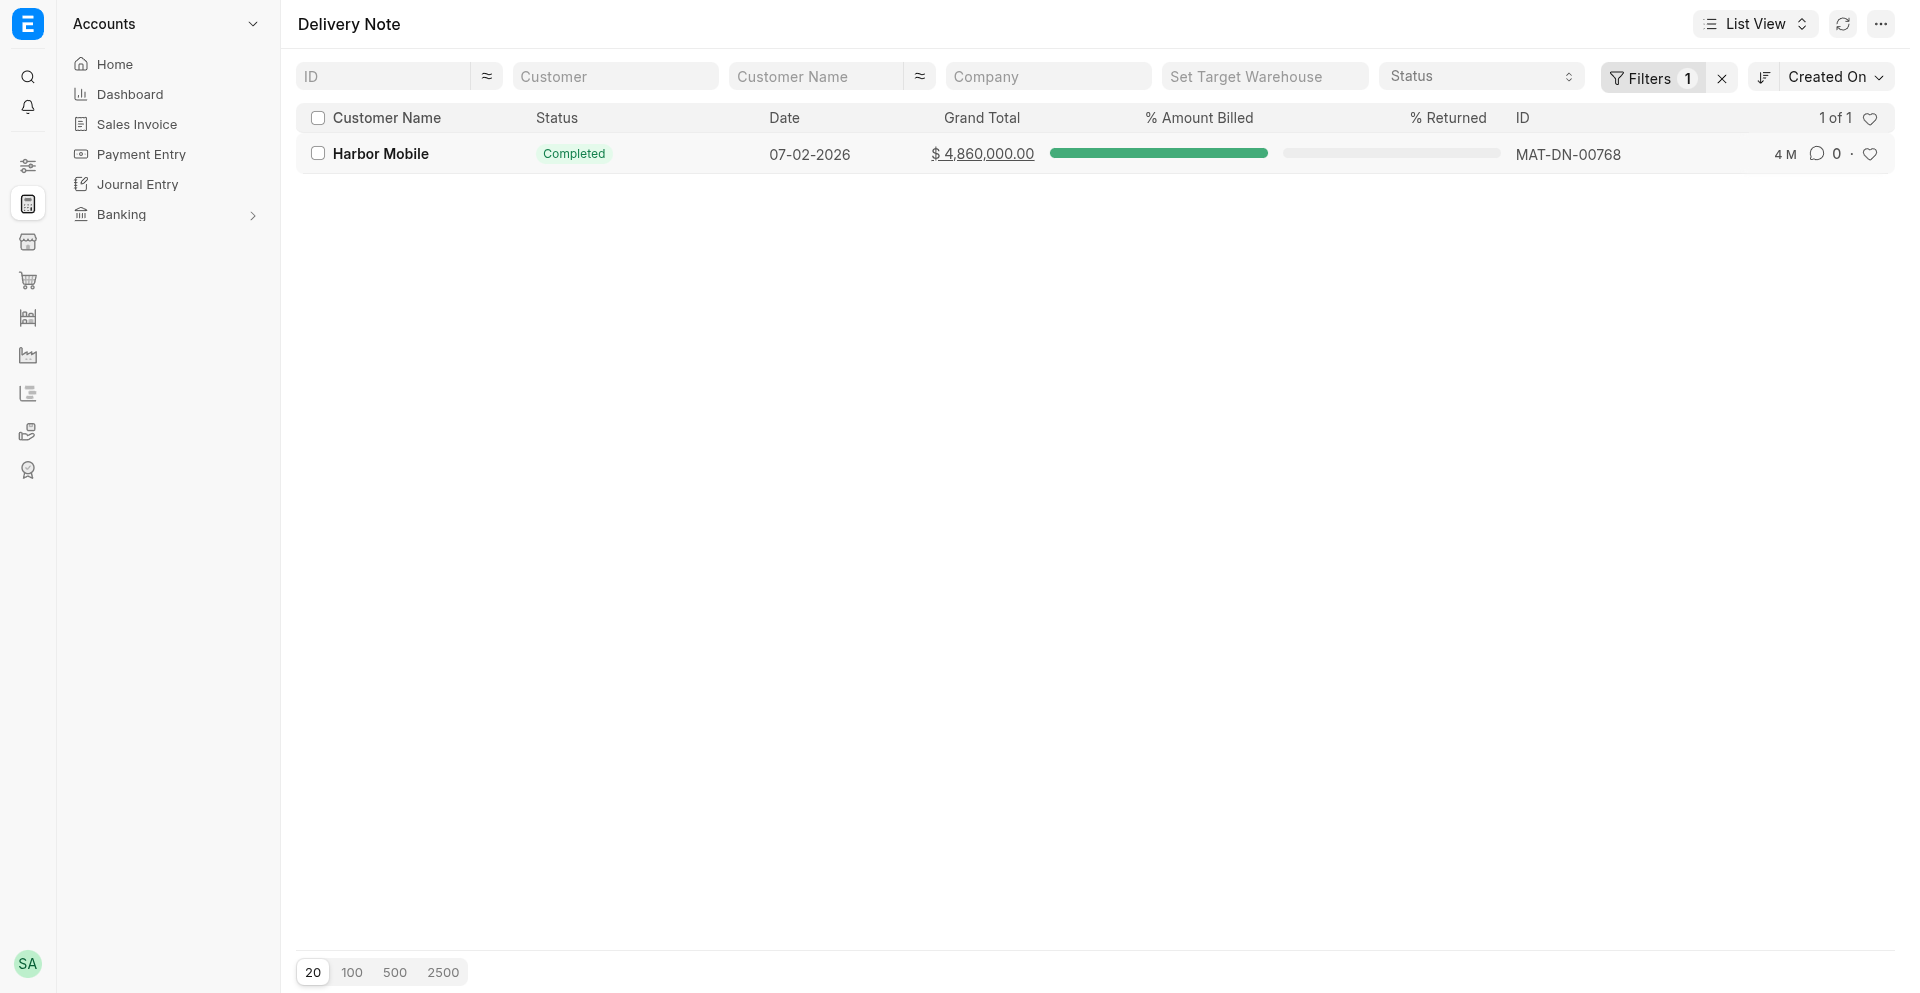 Accounts
Home
Dashboard
Sales Invoice
Payment Entry
Journal Entry
Banking
SA
Delivery Note
List View
ID ≈ Customer Customer Name ≈ Company Set Target Warehouse Status Filters 1 Created On
Customer Name Status Date Grand Total % Amount Billed % Returned ID 1 of 1
Harbor Mobile Completed 07-02-2026 $ 4,860,000.00 MAT-DN-00768 4 M 0 ·
20 100 500 2500